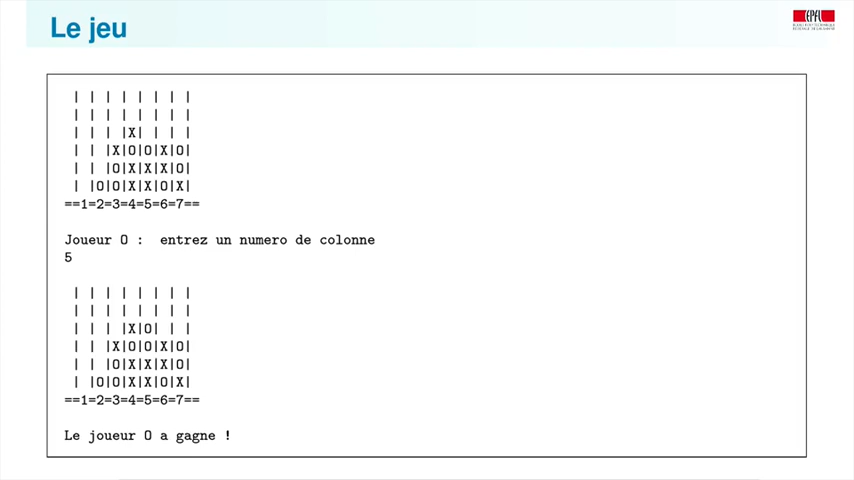 Le jeu
EPFL
| | | | | | | |
| | | | | | | |
| | | |X| | | |
| | |X|O|O|X|O|
| | |O|X|X|X|O|
| |O|O|X|X|O|X|
==1=2=3=4=5=6=7==
Joueur O : entrez un numero de colonne
5
| | | | | | | |
| | | | | | | |
| | | |X|O| | |
| | |X|O|O|X|O|
| | |O|X|X|X|O|
| |O|O|X|X|O|X|
==1=2=3=4=5=6=7==
Le joueur O a gagne !